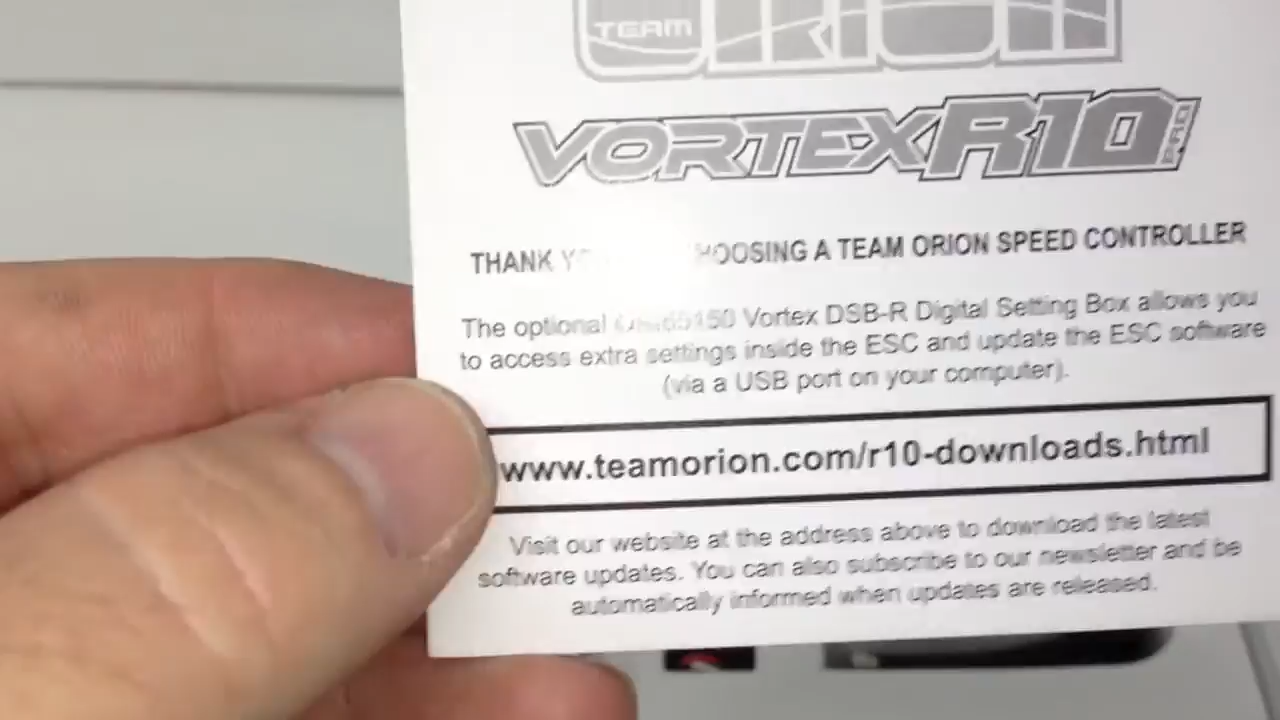 TEAM
ORION
VORTEX R10 PRO
THANK CHOOSING A TEAM ORION SPEED CONTROLLER
The optional Vortex DSB-R Digital Setting Box allows you
to access extra settings inside the ESC and update the ESC software
(via a USB port on your computer).
www.teamorion.com/r10-downloads.html
Visit our website at the address above to download the latest
software updates. You can also subscribe to our newsletter and be
automatically informed when updates are released.